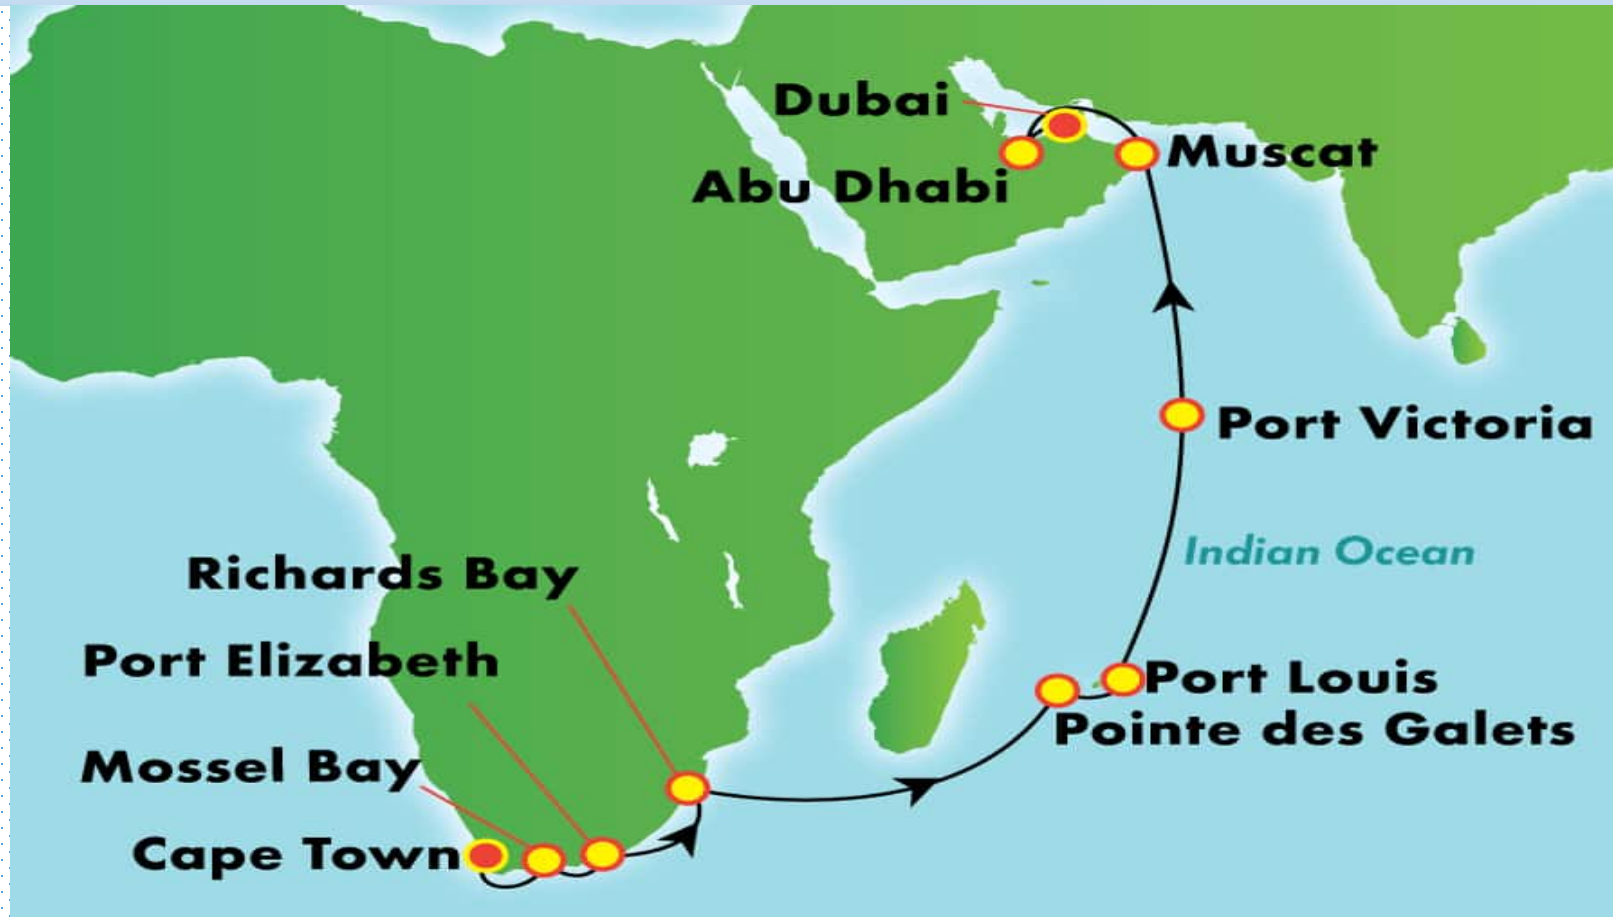 Dubai
Muscat
Abu Dhabi
Port Victoria
Indian Ocean
Richards Bay
Port Elizabeth
Port Louis
Pointe des Galets
Mossel Bay
Cape Town